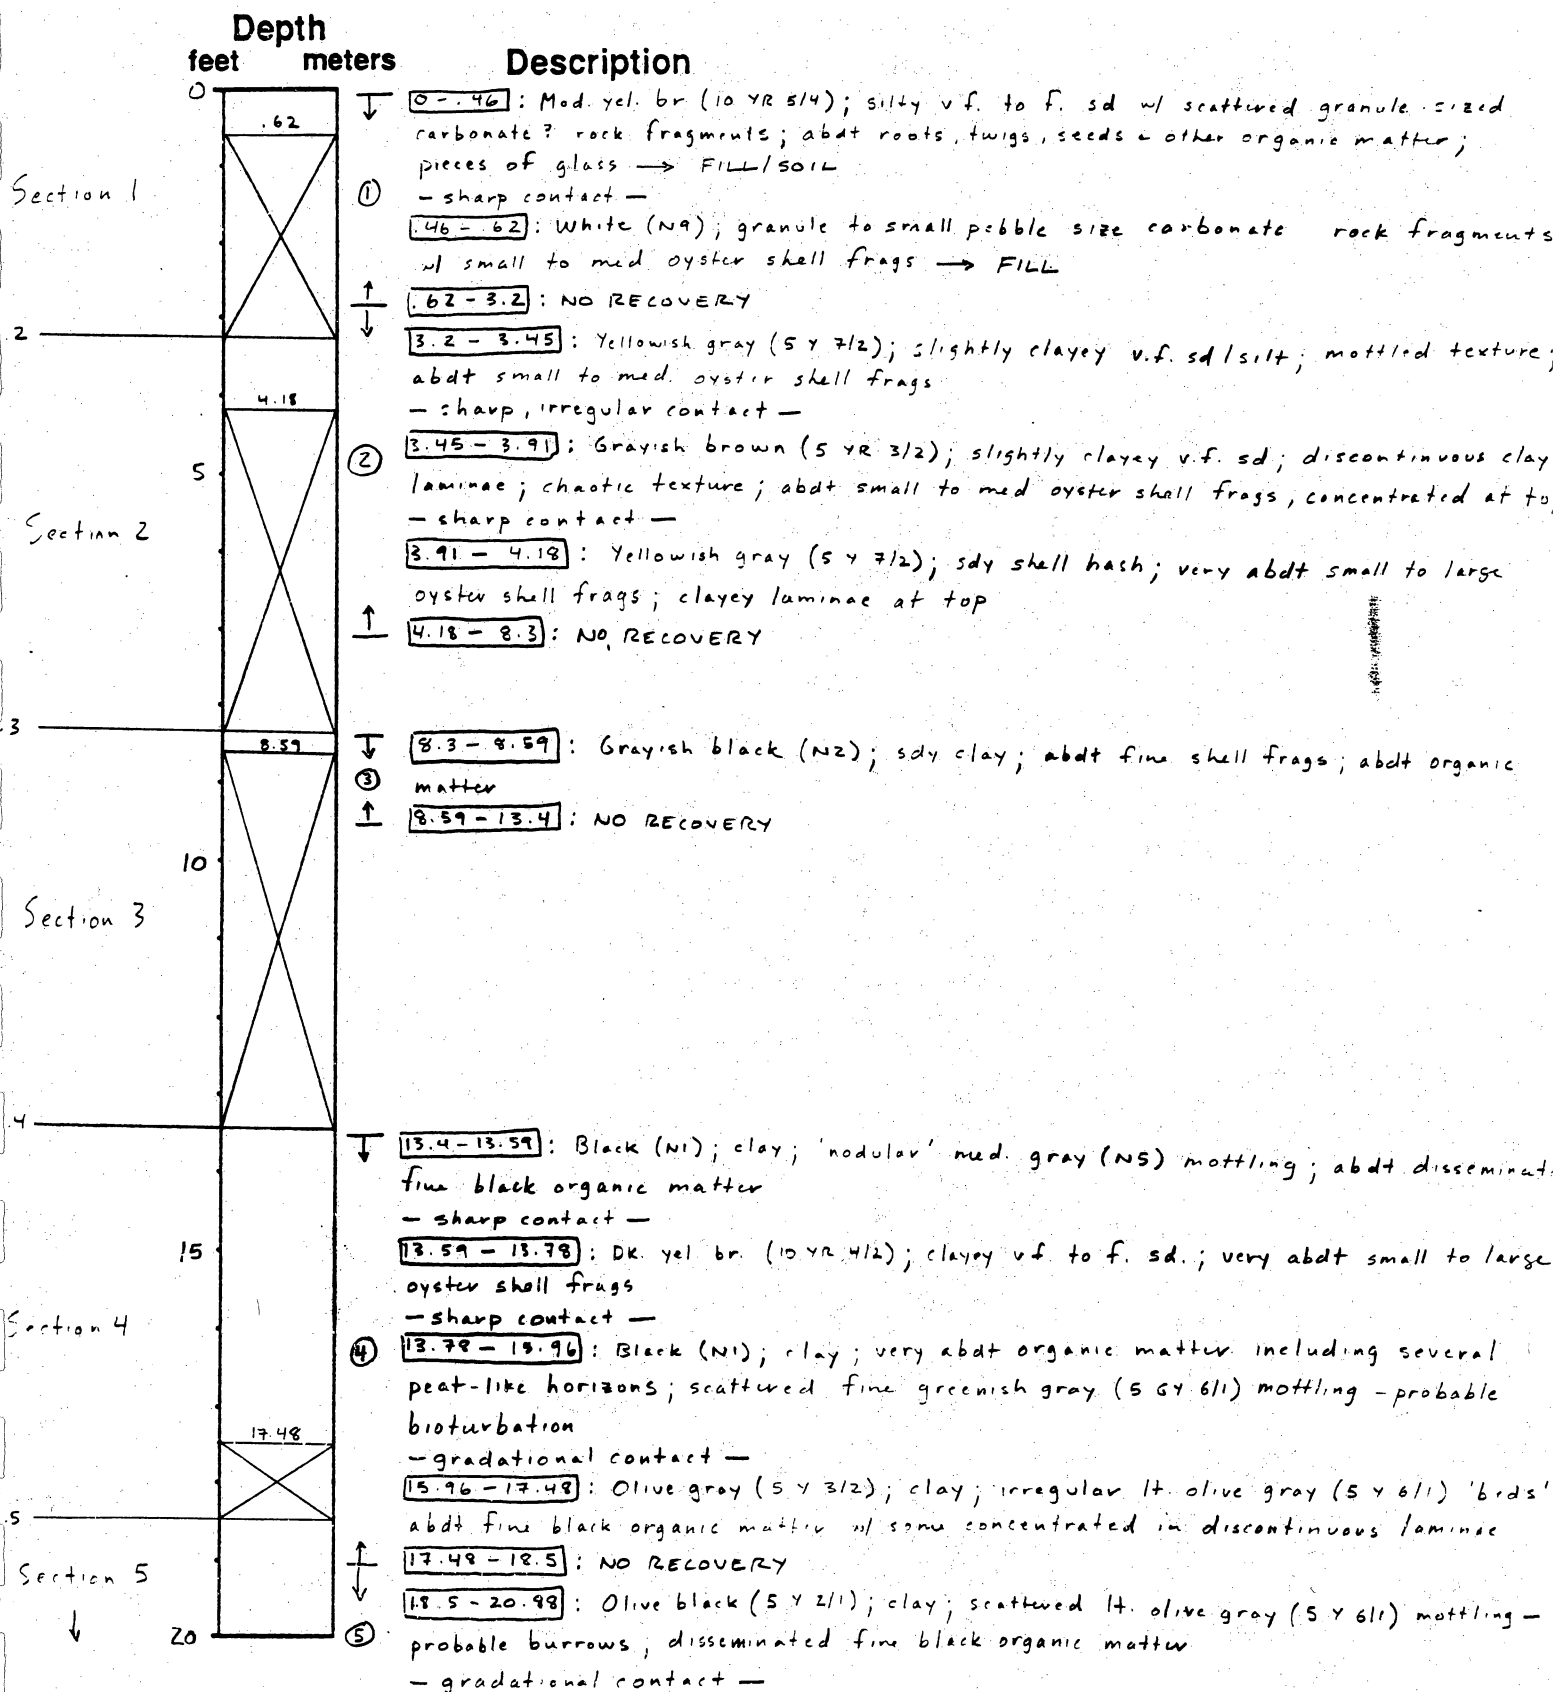 Depth
feet meters Description
0
.62
0 - .46 : Mod. yel. br (10 YR 5/4); silty v f. to f. sd w/ scattered granule sized
carbonate? rock fragments; abdt roots, twigs, seeds & other organic matter;
pieces of glass → FILL/SOIL
Section 1
① - sharp contact -
.46 - .62 : White (N9); granule to small pebble size carbonate rock fragments
w/ small to med oyster shell frags → FILL
.62 - 3.2 : NO RECOVERY
.2
3.2 - 3.45 : Yellowish gray (5 Y 7/2); slightly clayey v.f. sd/silt; mottled texture;
abdt small to med. oyster shell frags
4.18
- sharp, irregular contact -
② 3.45 - 3.91 : Grayish brown (5 YR 3/2); slightly clayey v.f. sd; discontinuous clay
5
laminae; chaotic texture; abdt small to med oyster shell frags, concentrated at to
- sharp contact -
Section 2
3.91 - 4.18 : Yellowish gray (5 Y 7/2); sdy shell hash; very abdt small to large
oyster shell frags; clayey laminae at top
4.18 - 8.3 : NO RECOVERY
.3
8.59
8.3 - 8.59 : Grayish black (N2); sdy clay; abdt fine shell frags; abdt organic
③ matter
8.59 - 13.4 : NO RECOVERY
10
Section 3
.4
13.4 - 13.59 : Black (N1); clay; 'nodular' med. gray (N5) mottling; abdt disseminat
fine black organic matter
- sharp contact -
15
13.59 - 13.78 : DK. yel br. (10 YR 4/2); clayey v f. to f. sd.; very abdt small to large
oyster shell frags
- sharp contact -
Section 4
④ 13.78 - 15.96 : Black (N1); clay; very abdt organic matter including several
peat-like horizons; scattered fine greenish gray (5 GY 6/1) mottling - probable
bioturbation
17.48
- gradational contact -
15.96 - 17.48 : Olive gray (5 Y 3/2); clay; irregular lt. olive gray (5 Y 6/1) 'beds'
.5
abdt fine black organic matter w/ some concentrated in discontinuous laminae
17.48 - 18.5 : NO RECOVERY
Section 5
18.5 - 20.98 : Olive black (5 Y 2/1); clay; scattered lt. olive gray (5 Y 6/1) mottling -
20
⑤ probable burrows; disseminated fine black organic matter
- gradational contact -